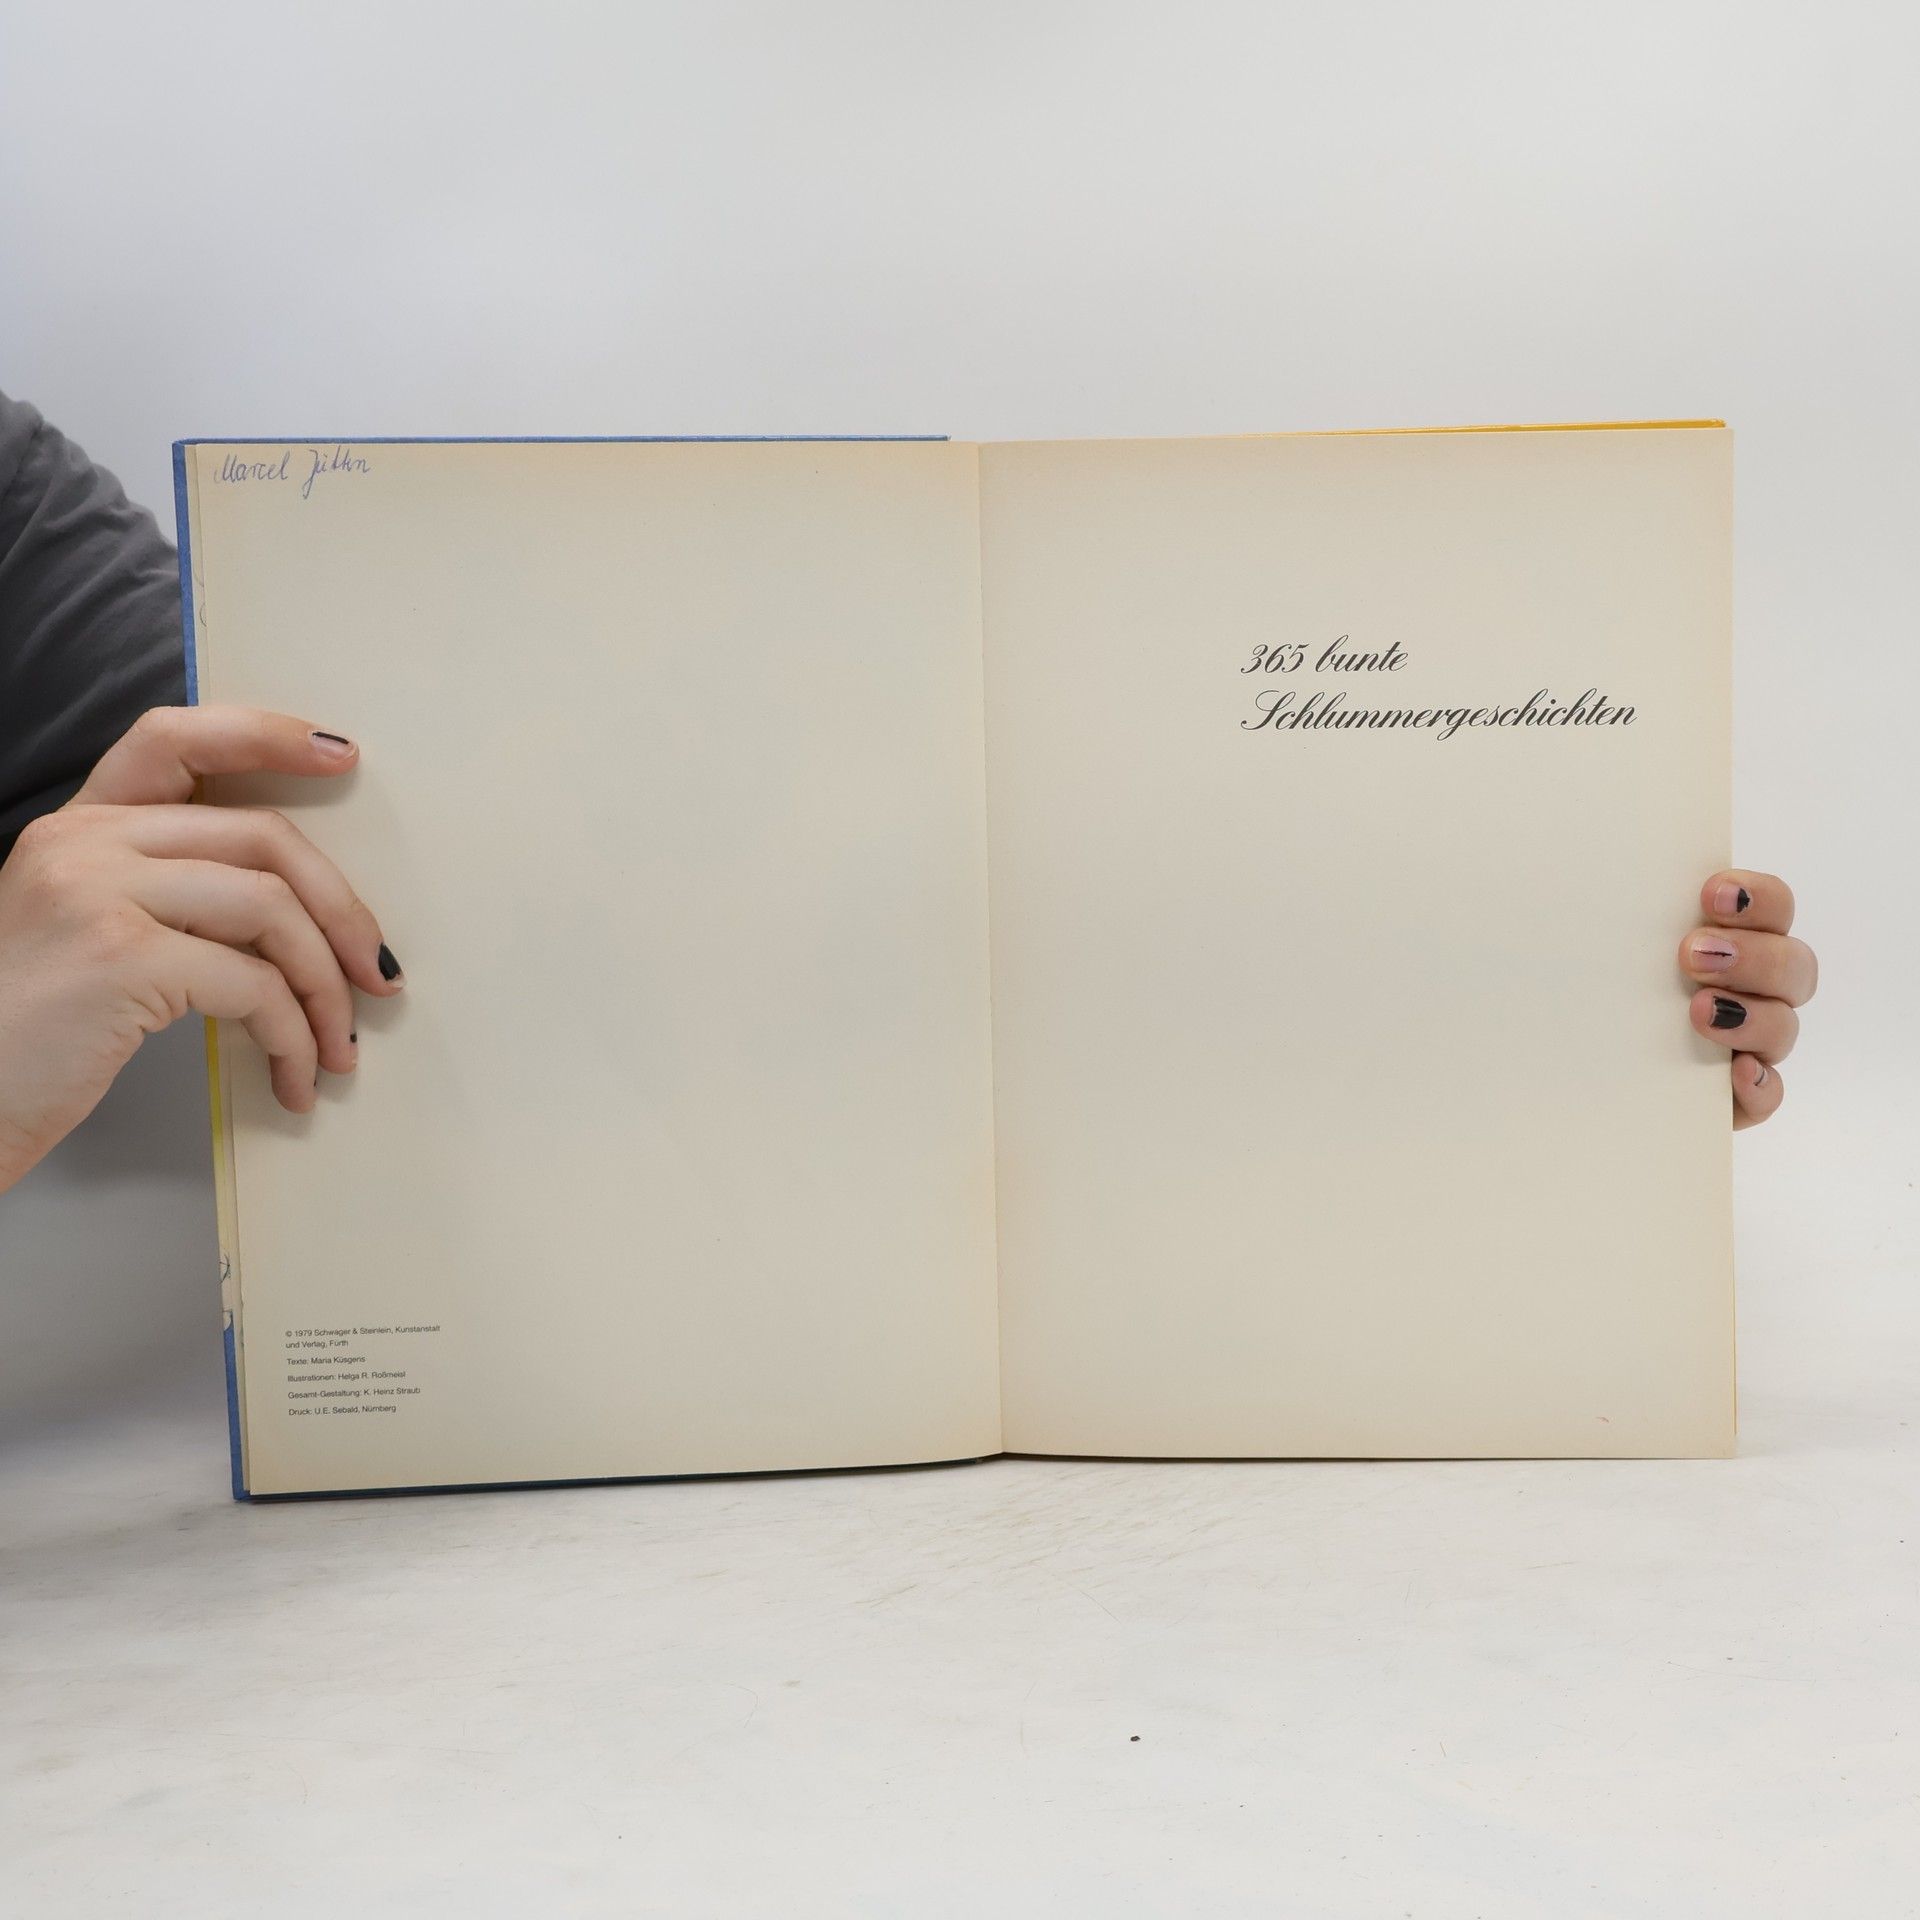 Marcel Jütten
365 bunte
Schlummergeschichten
© 1979 Schwager & Steinlein, Kunstanstalt
und Verlag, Fürth
Texte: Maria Küsgens
Illustrationen: Helga R. Roßmeisl
Gesamt-Gestaltung: K. Heinz Straub
Druck: U.E. Sebald, Nürnberg